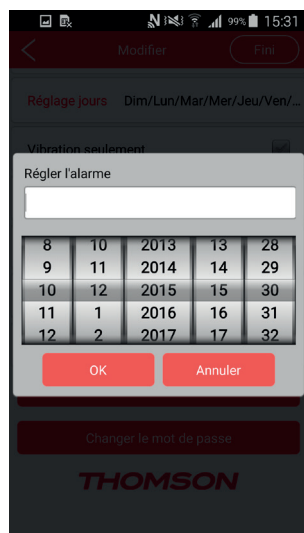 99% 15:31
Modifier Fini
Réglage jours Dim/Lun/Mar/Mer/Jeu/Ven/...
Vibration seulement
Régler l'alarme
8 10 2013 13 28
9 11 2014 14 29
10 12 2015 15 30
11 1 2016 16 31
12 2 2017 17 32
OK Annuler
Changer le mot de passe
THOMSON